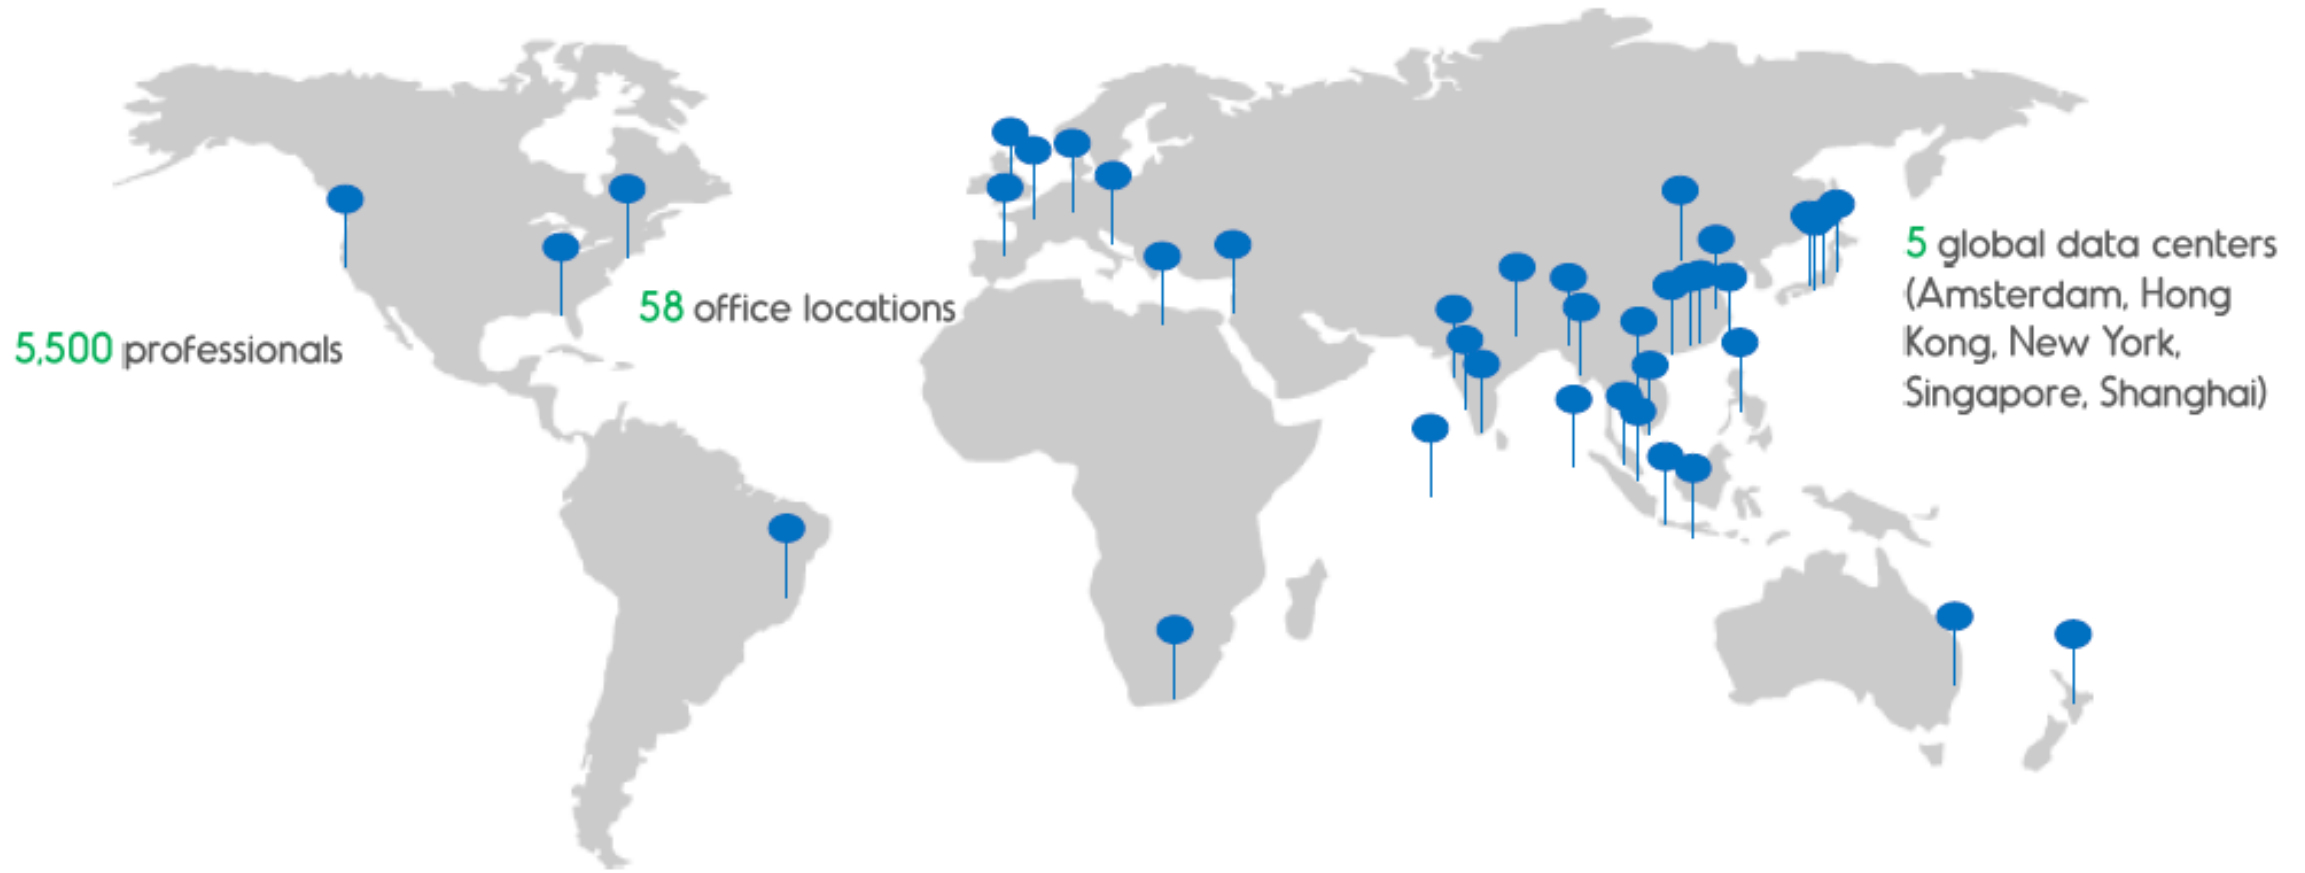 5,500 professionals
58 office locations
5 global data centers
(Amsterdam, Hong
Kong, New York,
Singapore, Shanghai)